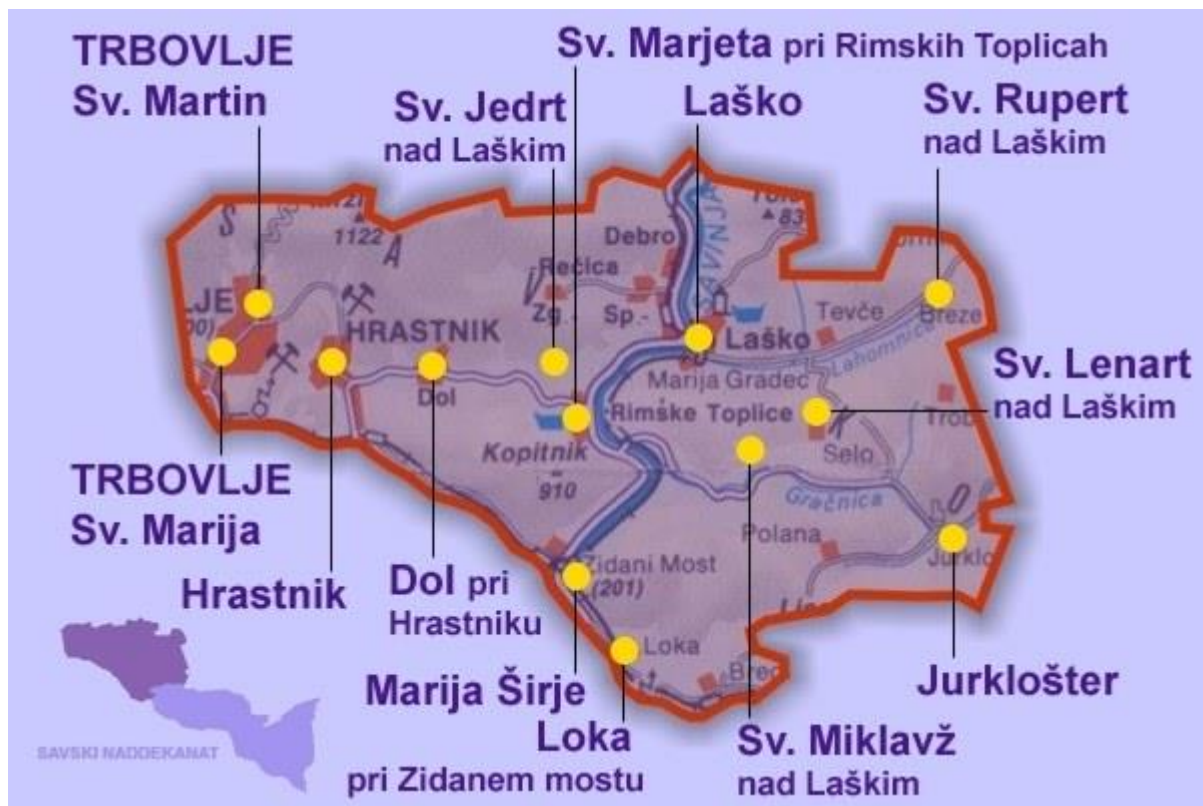 TRBOVLJE
Sv. Martin
Sv. Jedrt
nad Laškim
Sv. Marjeta pri Rimskih Toplicah
Laško
Sv. Rupert
nad Laškim
S
1122
A
V
Debro
SAVINJA
83
Rečica
Zg.-
Sp.-
LJE
HRASTNIK
Dol
Laško
Tevče
Breze
Lahomnica
Marija Gradec
Sv. Lenart
nad Laškim
Rimske Toplice
Kopitnik
910
K
Selo
Gračnica
O
Polana
TRBOVLJE
Sv. Marija
Hrastnik
Dol pri
Hrastniku
Zidani Most
(201)
Loka
Marija Širje
Loka
pri Zidanem mostu
Sv. Miklavž
nad Laškim
Jurklošter
SAVSKI NADDEKANAT